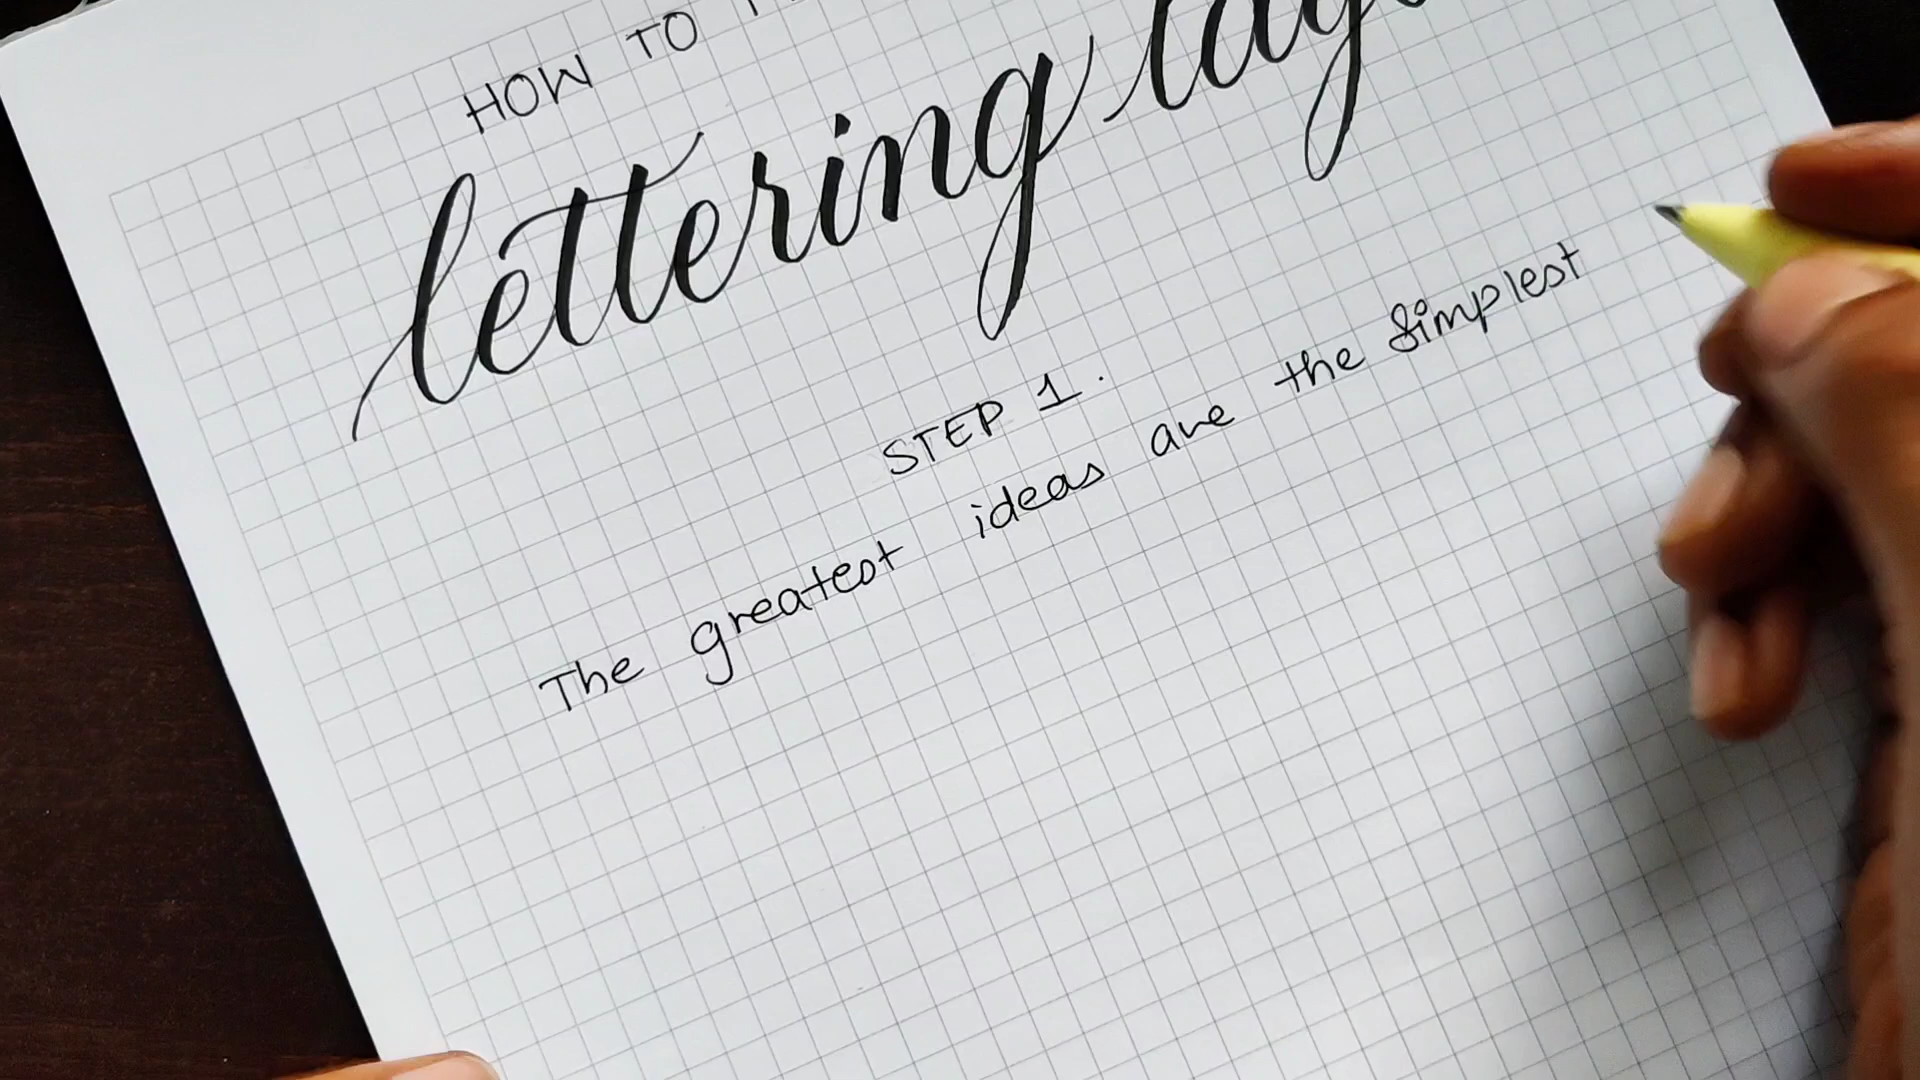 HOW TO
lettering
STEP 1.
The greatest ideas are the simplest